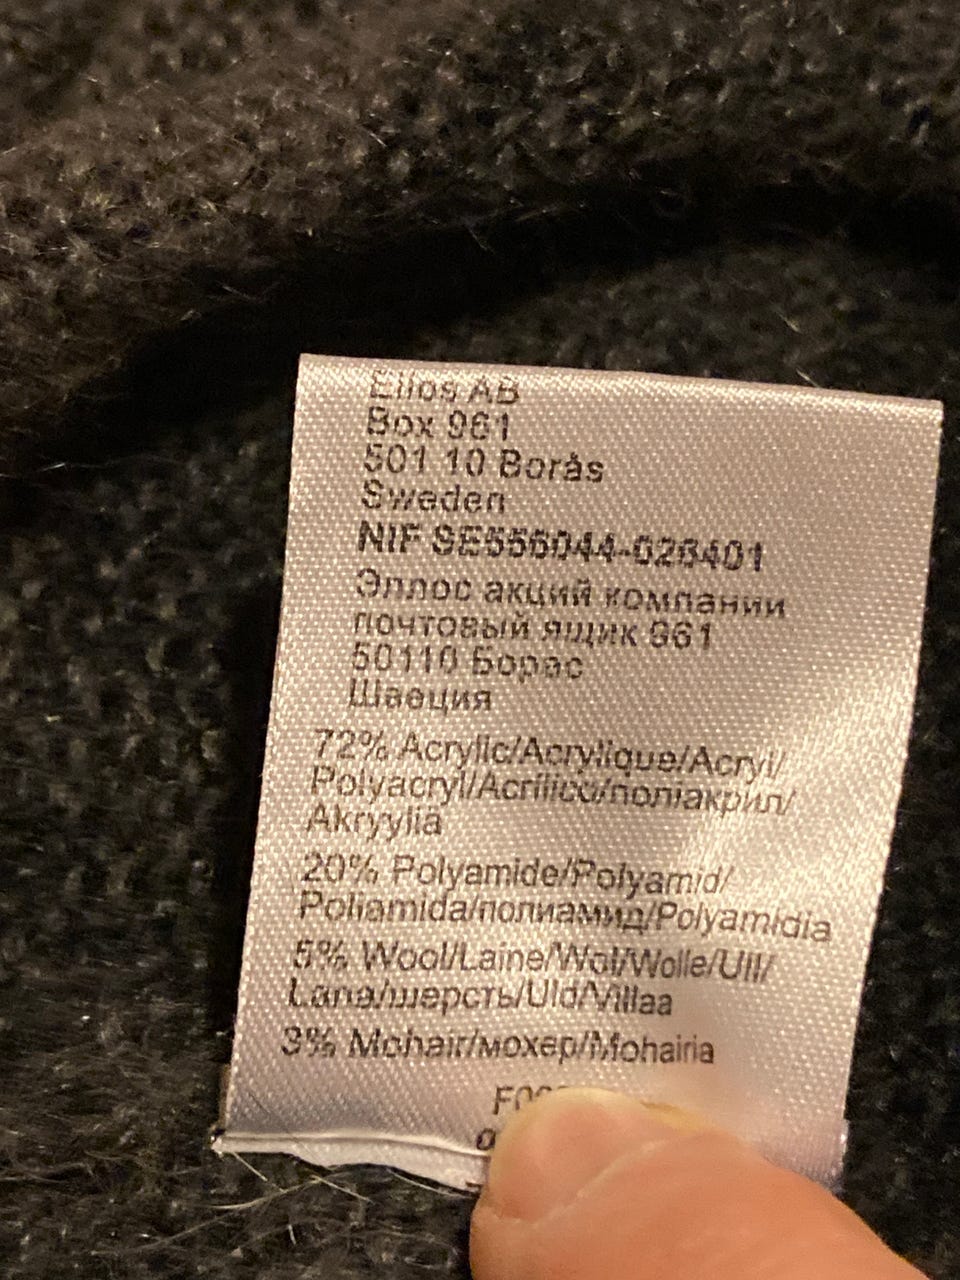 Ellos AB
Box 961
501 10 Borås
Sweden
NIF SE556044-026401
Эллос акций компании
почтовый ящик 961
50110 Борас
Швеция
72% Acrylic/Acrylique/Acryl/
Polyacryl/Acrilico/поліакрил/
Akryylia
20% Polyamide/Polyamid/
Poliamida/полиамид/Polyamidia
5% Wool/Laine/Wol/Wolle/Ull/
Lana/шерсть/Uld/Villaa
3% Mohair/мохер/Mohairia